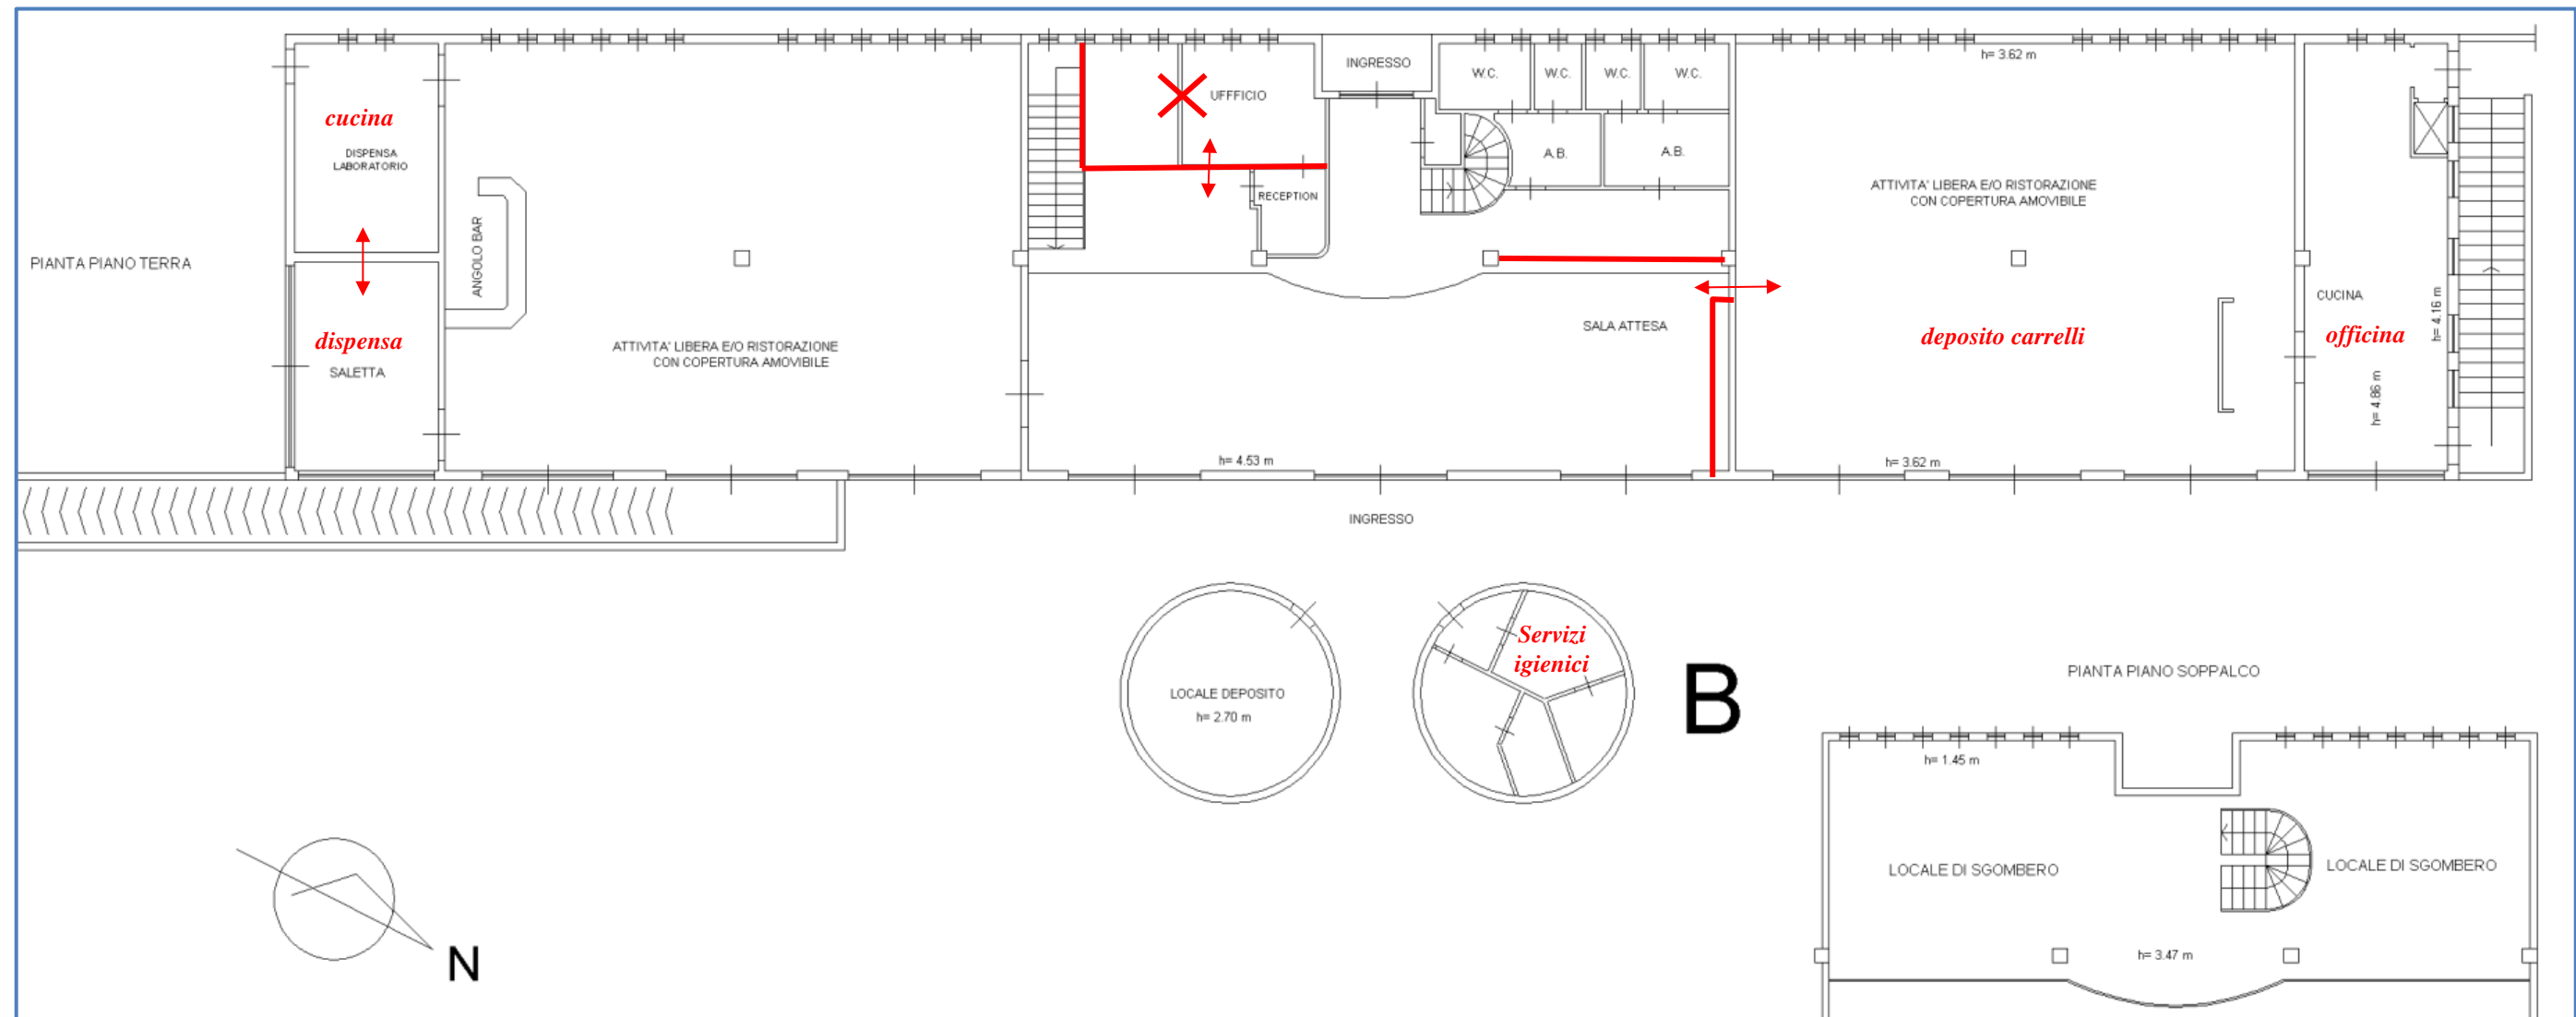 PIANTA PIANO TERRA
cucina
DISPENSA
LABORATORIO
dispensa
SALETTA
ANGOLO BAR
ATTIVITA' LIBERA E/O RISTORAZIONE
CON COPERTURA AMOVIBILE
UFFFICIO
RECEPTION
INGRESSO
W.C.
W.C.
W.C.
W.C.
A.B.
A.B.
SALA ATTESA
h= 4.53 m
h= 3.62 m
ATTIVITA' LIBERA E/O RISTORAZIONE
CON COPERTURA AMOVIBILE
deposito carrelli
h= 3.62 m
CUCINA
officina
h= 4.16 m
h= 4.86 m
INGRESSO
LOCALE DEPOSITO
h= 2.70 m
Servizi
igienici
B
PIANTA PIANO SOPPALCO
h= 1.45 m
LOCALE DI SGOMBERO
LOCALE DI SGOMBERO
h= 3.47 m
N